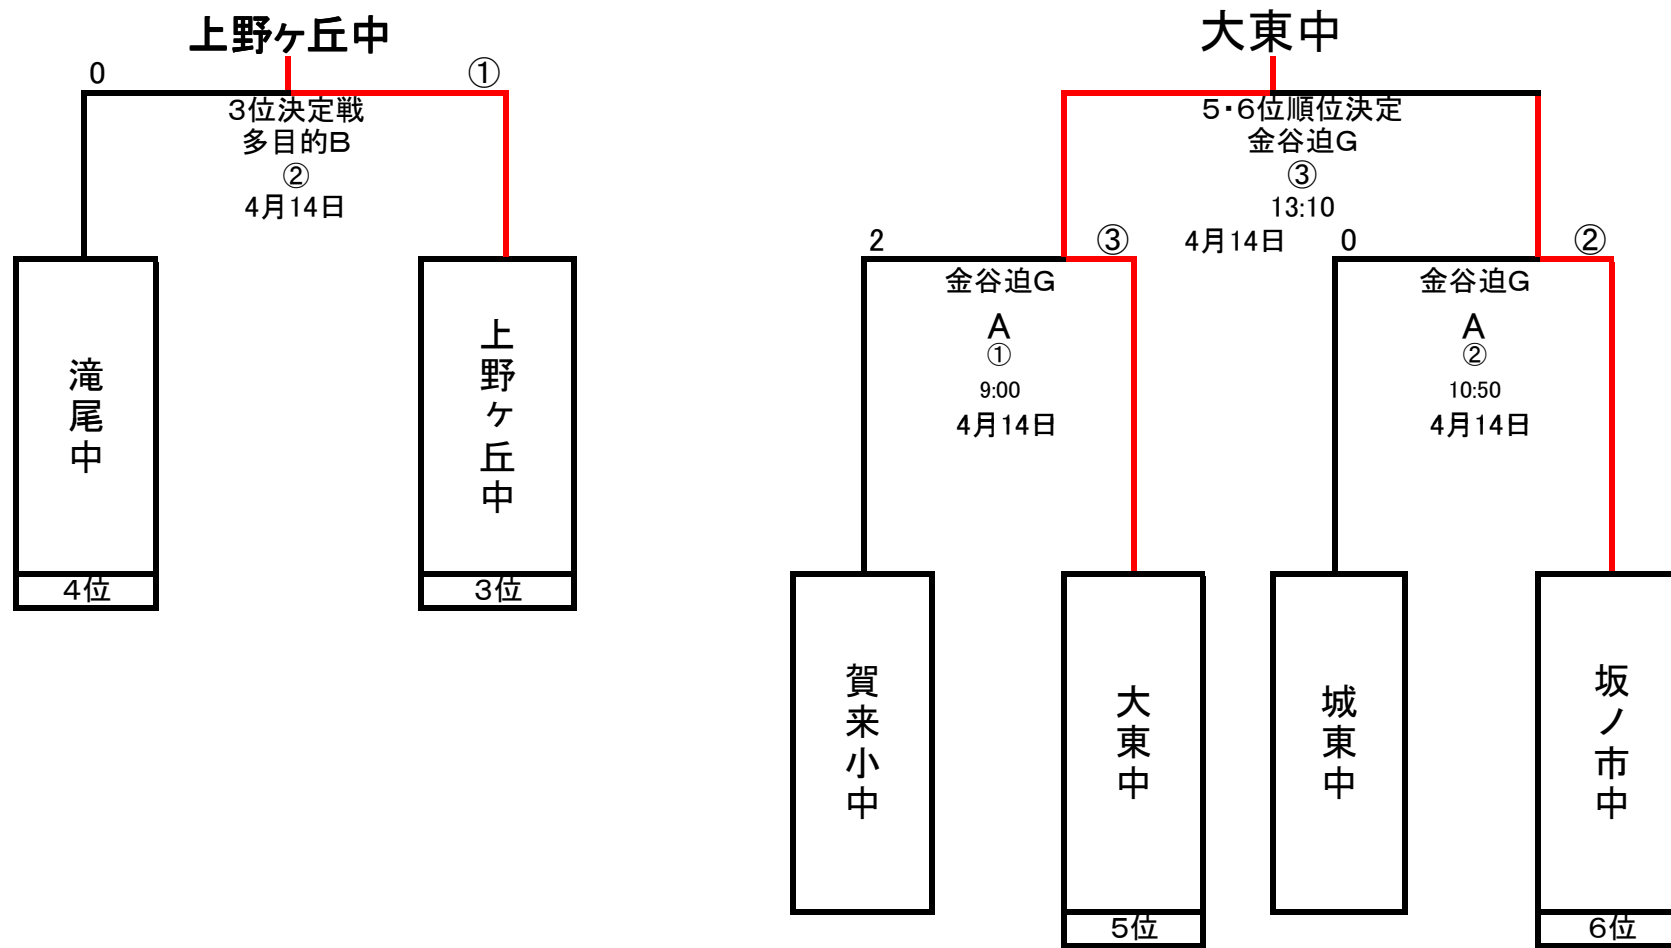 上野ヶ丘中
0
①
3位決定戦
多目的B
②
4月14日
滝尾中
4位
上野ヶ丘中
3位
大東中
5・6位順位決定
金谷迫G
③
13:10
4月14日
2
③
金谷迫G
A
①
9:00
4月14日
0
②
金谷迫G
A
②
10:50
4月14日
賀来小中
大東中
5位
城東中
坂ノ市中
6位